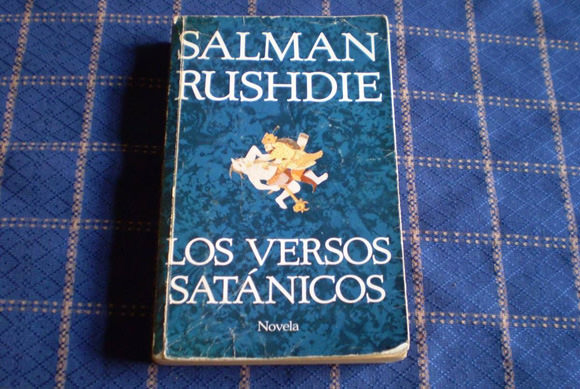 SALMAN
RUSHDIE
LOS VERSOS
SATÁNICOS
Novela